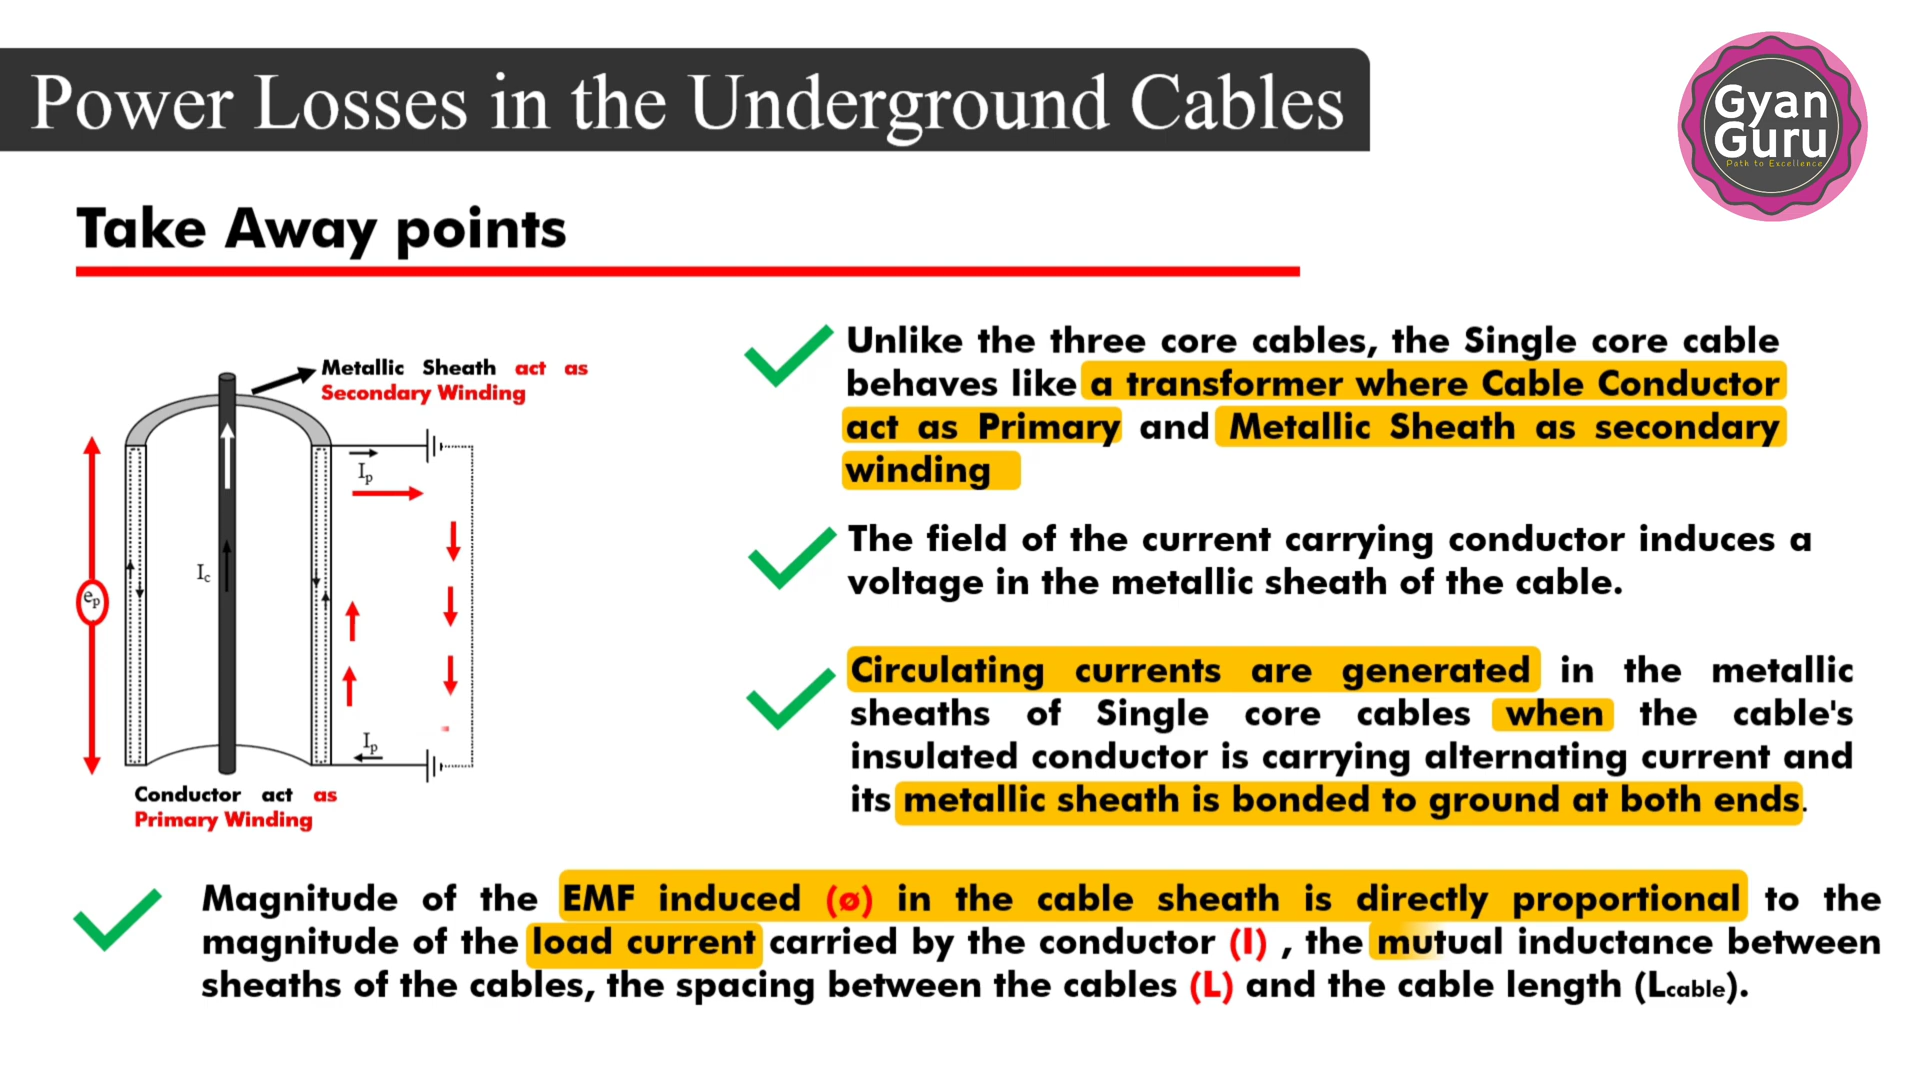 Power Losses in the Underground Cables
Gyan
Guru
Path to Excellence
Take Away points
Metallic Sheath act as
Secondary Winding
Ip
Ic
ep
Ip
Conductor act as
Primary Winding
Unlike the three core cables, the Single core cable
behaves like a transformer where Cable Conductor
act as Primary and Metallic Sheath as secondary
winding
The field of the current carrying conductor induces a
voltage in the metallic sheath of the cable.
Circulating currents are generated in the metallic
sheaths of Single core cables when the cable's
insulated conductor is carrying alternating current and
its metallic sheath is bonded to ground at both ends.
Magnitude of the EMF induced (ø) in the cable sheath is directly proportional to the
magnitude of the load current carried by the conductor (I) , the mutual inductance between
sheaths of the cables, the spacing between the cables (L) and the cable length (Lcable).